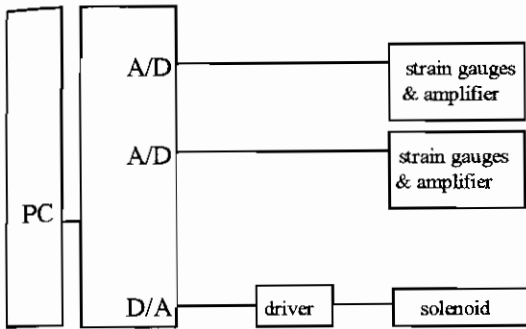 A/D
strain gauges
& amplifier
A/D
strain gauges
& amplifier
PC
D/A
driver
solenoid